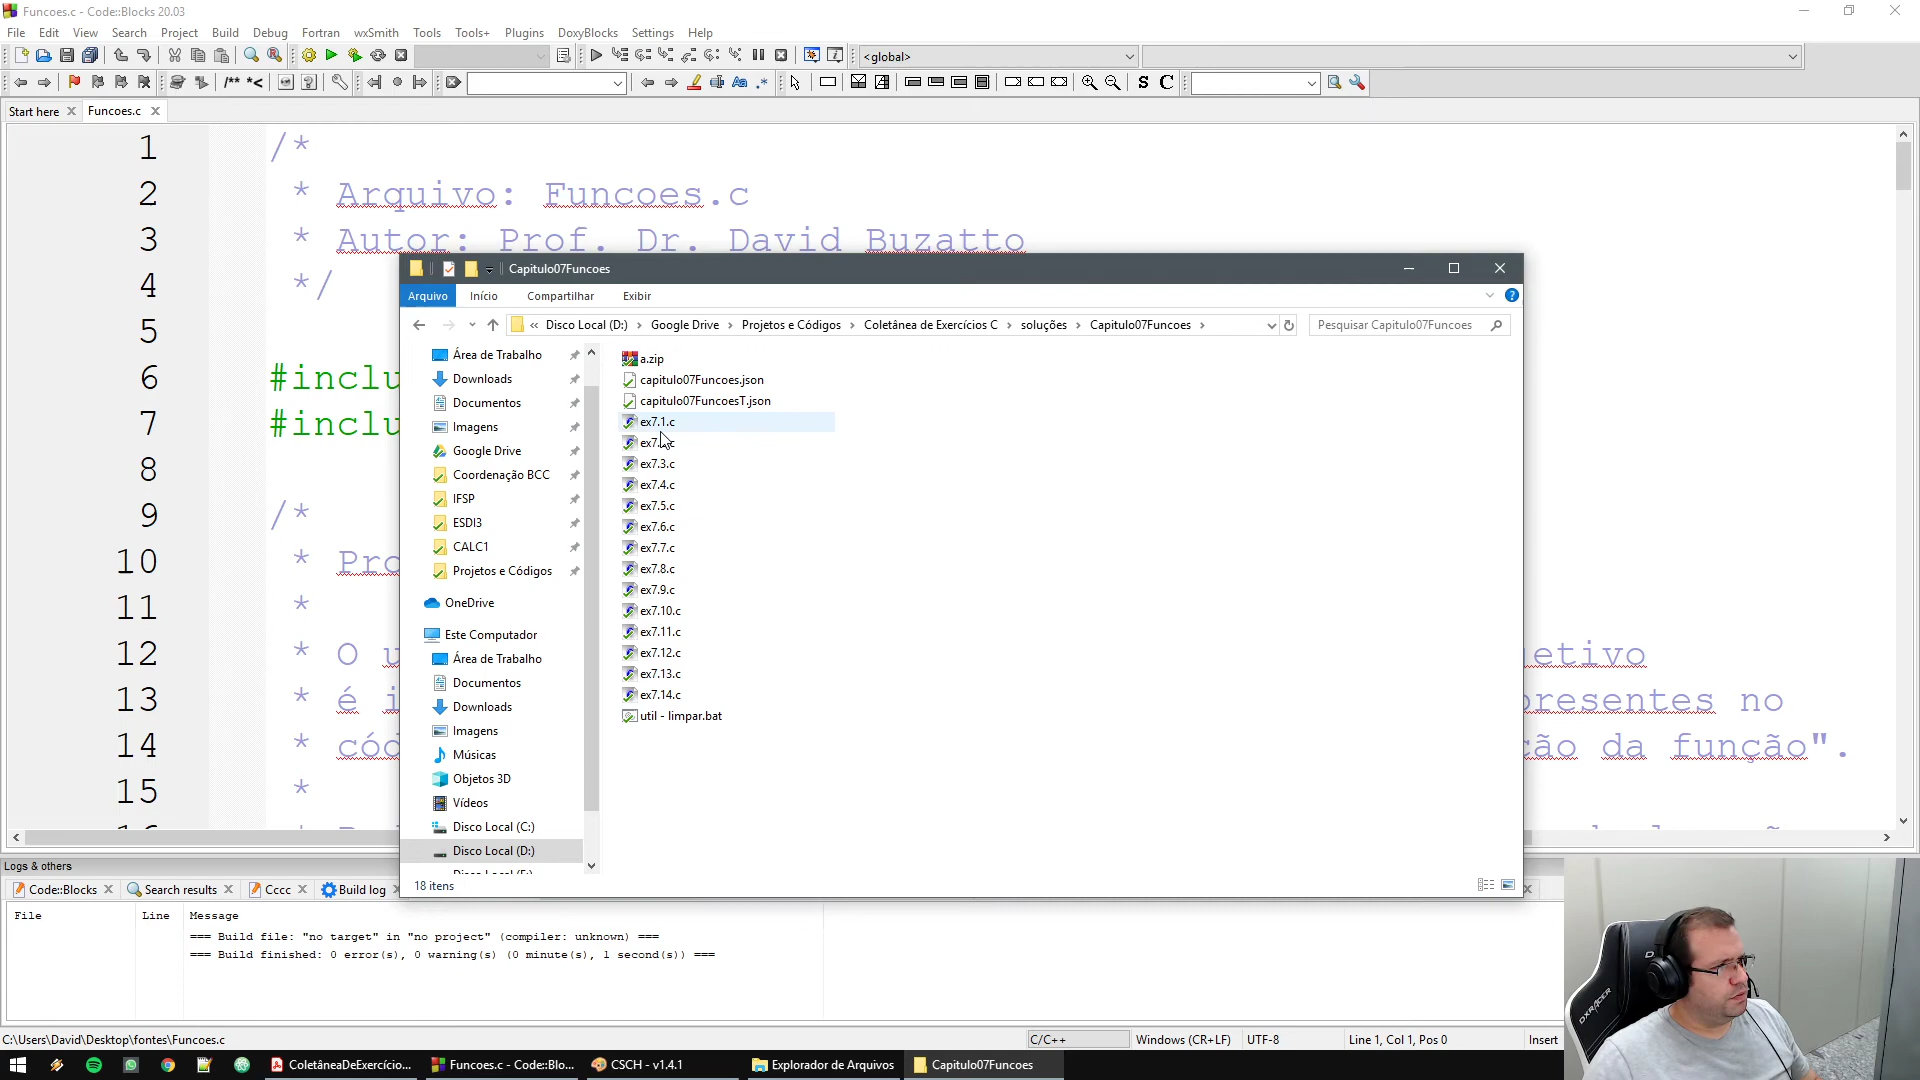 Funcoes.c - Code::Blocks 20.03
File Edit View Search Project Build Debug Fortran wxSmith Tools Tools+ Plugins DoxyBlocks Settings Help
<global>
/** *<
Aa .* S C
Start here Funcoes.c
1 /*
2 * Arquivo: Funcoes.c
3 * Autor: Prof. Dr. David Buzatto
4 */
5
6 #inclu
7 #inclu
8
9 /*
10 * Pro
11 *
12 * O u etivo
13 * é i presentes no
14 * cód ção da função".
15 *
Capitulo07Funcoes
Arquivo Início Compartilhar Exibir
« Disco Local (D:) › Google Drive › Projetos e Códigos › Coletânea de Exercícios C › soluções › Capitulo07Funcoes ›
Pesquisar Capitulo07Funcoes
Área de Trabalho
Downloads
Documentos
Imagens
Google Drive
Coordenação BCC
IFSP
ESDI3
CALC1
Projetos e Códigos
OneDrive
Este Computador
Área de Trabalho
Documentos
Downloads
Imagens
Músicas
Objetos 3D
Vídeos
Disco Local (C:)
Disco Local (D:)
a.zip
capitulo07Funcoes.json
capitulo07FuncoesT.json
ex7.1.c
ex7.3.c
ex7.4.c
ex7.5.c
ex7.6.c
ex7.7.c
ex7.8.c
ex7.9.c
ex7.10.c
ex7.11.c
ex7.12.c
ex7.13.c
ex7.14.c
util - limpar.bat
18 itens
Logs & others
Code::Blocks Search results Cccc Build log
File Line Message
=== Build file: "no target" in "no project" (compiler: unknown) ===
=== Build finished: 0 error(s), 0 warning(s) (0 minute(s), 1 second(s)) ===
C:\Users\David\Desktop\fontes\Funcoes.c C/C++ Windows (CR+LF) UTF-8 Line 1, Col 1, Pos 0 Insert
ColetâneaDeExercício... Funcoes.c - Code::Blo... CSCH - v1.4.1 Explorador de Arquivos Capitulo07Funcoes
DXRACER